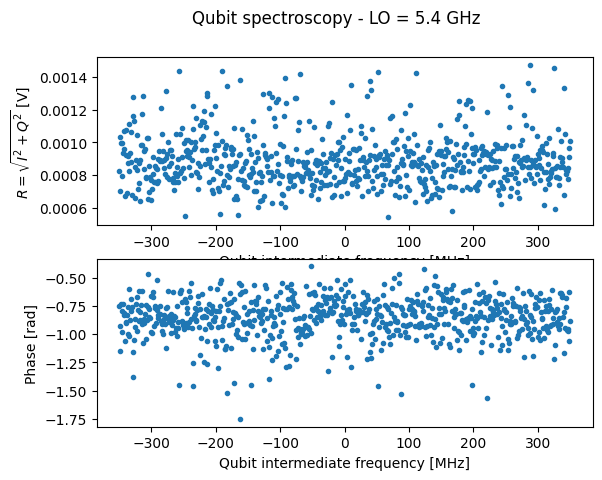 Qubit spectroscopy - LO = 5.4 GHz
R = √I² + Q² [V]
0.0014
0.0012
0.0010
0.0008
0.0006
−300 −200 −100 0 100 200 300
Qubit intermediate frequency [MHz]
Phase [rad]
−0.50
−0.75
−1.00
−1.25
−1.50
−1.75
−300 −200 −100 0 100 200 300
Qubit intermediate frequency [MHz]